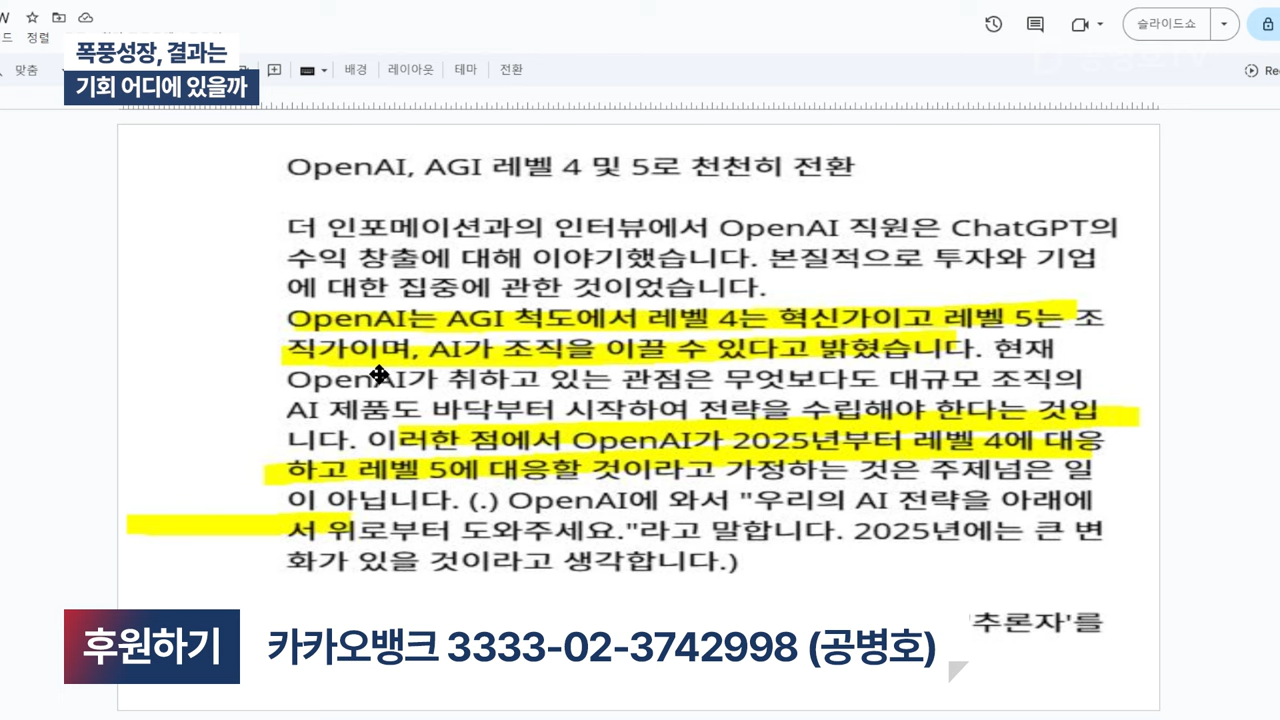 W
드 정렬
슬라이드쇼
폭풍성장, 결과는
기회 어디에 있을까
맞춤
배경
레이아웃
테마
전환
Rec
공병호TV
OpenAI, AGI 레벨 4 및 5로 천천히 전환
더 인포메이션과의 인터뷰에서 OpenAI 직원은 ChatGPT의
수익 창출에 대해 이야기했습니다. 본질적으로 투자와 기업
에 대한 집중에 관한 것이었습니다.
OpenAI는 AGI 척도에서 레벨 4는 혁신가이고 레벨 5는 조
직가이며, AI가 조직을 이끌 수 있다고 밝혔습니다. 현재
OpenAI가 취하고 있는 관점은 무엇보다도 대규모 조직의
AI 제품도 바닥부터 시작하여 전략을 수립해야 한다는 것입
니다. 이러한 점에서 OpenAI가 2025년부터 레벨 4에 대응
하고 레벨 5에 대응할 것이라고 가정하는 것은 주제넘은 일
이 아닙니다. (.) OpenAI에 와서 "우리의 AI 전략을 아래에
서 위로부터 도와주세요."라고 말합니다. 2025년에는 큰 변
화가 있을 것이라고 생각합니다.)
'추론자'를
후원하기 카카오뱅크 3333-02-3742998 (공병호)